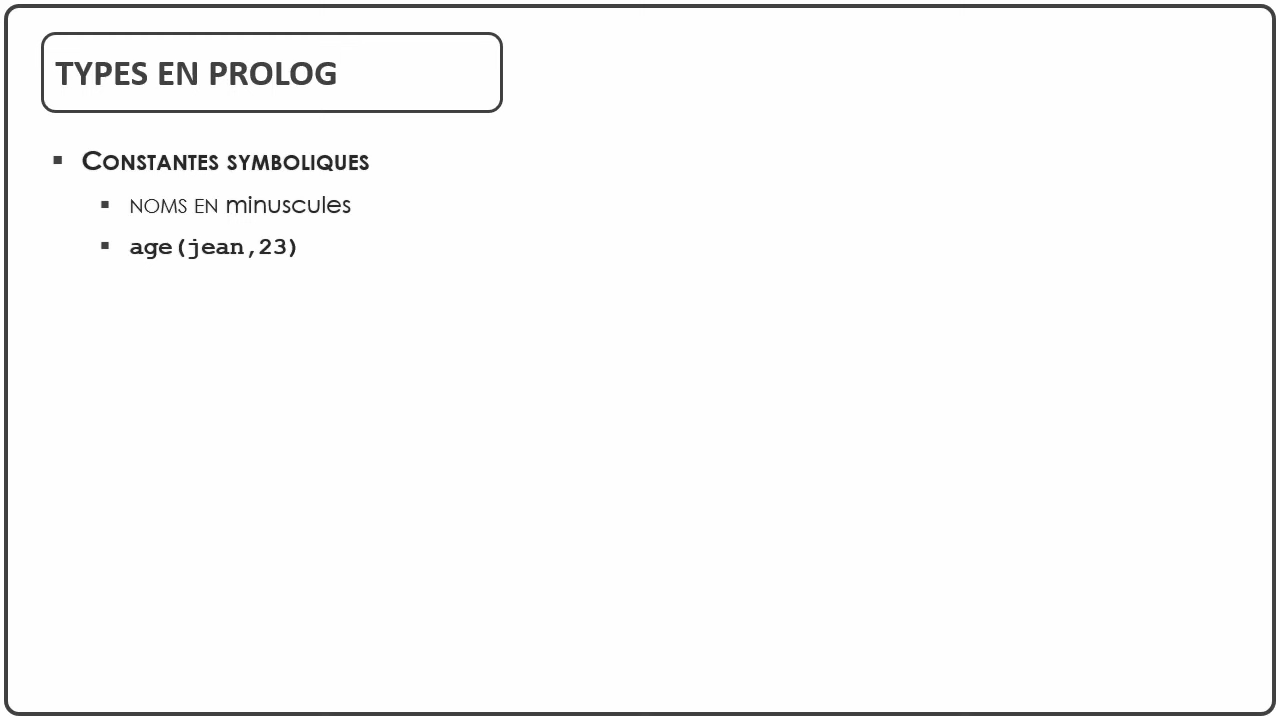 TYPES EN PROLOG
CONSTANTES SYMBOLIQUES
NOMS EN minuscules
age(jean,23)